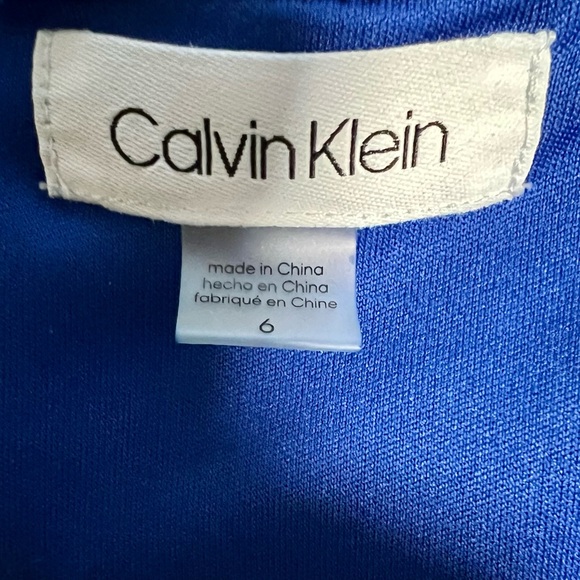 Calvin Klein
made in China
hecho en China
fabriqué en Chine
6